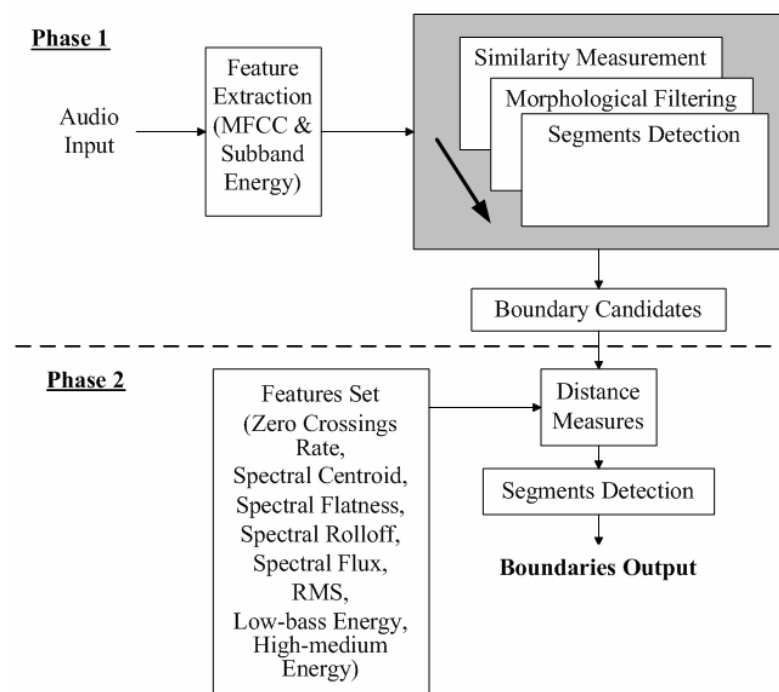 Phase 1
Audio
Input
Feature
Extraction
(MFCC &
Subband
Energy)
Similarity Measurement
Morphological Filtering
Segments Detection
Boundary Candidates
Phase 2
Features Set
(Zero Crossings
Rate,
Spectral Centroid,
Spectral Flatness,
Spectral Rolloff,
Spectral Flux,
RMS,
Low-bass Energy,
High-medium
Energy)
Distance
Measures
Segments Detection
Boundaries Output